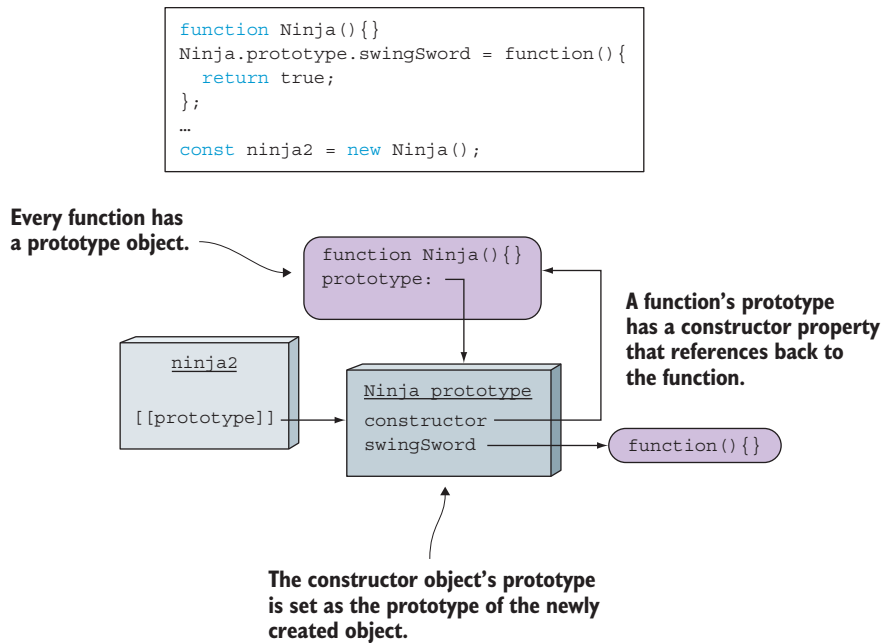 function Ninja(){}
Ninja.prototype.swingSword = function(){
  return true;
};
…
const ninja2 = new Ninja();
Every function has
a prototype object.
function Ninja(){}
prototype:
A function’s prototype
has a constructor property
that references back to
the function.
ninja2
[[prototype]]
Ninja prototype
constructor
swingSword
function(){}
The constructor object’s prototype
is set as the prototype of the newly
created object.